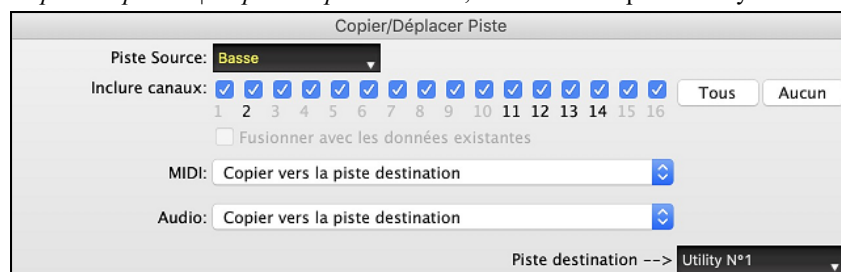 Copier/Déplacer Piste
Piste Source: Basse
Inclure canaux: Tous Aucun
1 2 3 4 5 6 7 8 9 10 11 12 13 14 15 16
Fusionner avec les données existantes
MIDI: Copier vers la piste destination
Audio: Copier vers la piste destination
Piste destination --> Utility N°1